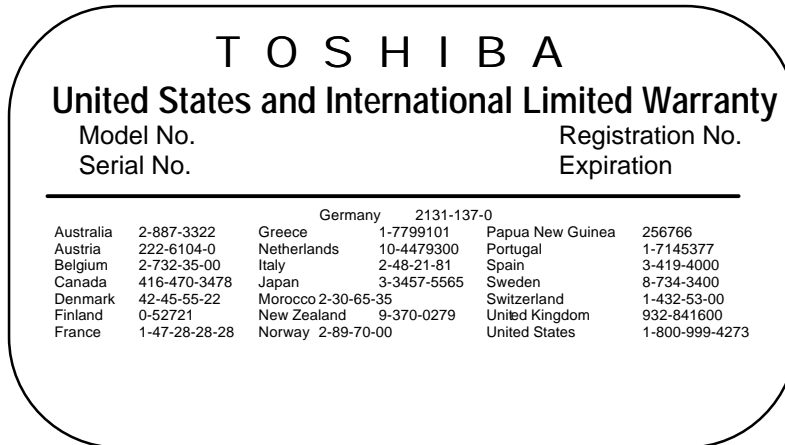 TOSHIBA
United States and International Limited Warranty
Model No. Registration No.
Serial No. Expiration
Germany 2131-137-0
Australia 2-887-3322 Greece 1-7799101 Papua New Guinea 256766
Austria 222-6104-0 Netherlands 10-4479300 Portugal 1-7145377
Belgium 2-732-35-00 Italy 2-48-21-81 Spain 3-419-4000
Canada 416-470-3478 Japan 3-3457-5565 Sweden 8-734-3400
Denmark 42-45-55-22 Morocco 2-30-65-35 Switzerland 1-432-53-00
Finland 0-52721 New Zealand 9-370-0279 United Kingdom 932-841600
France 1-47-28-28-28 Norway 2-89-70-00 United States 1-800-999-4273